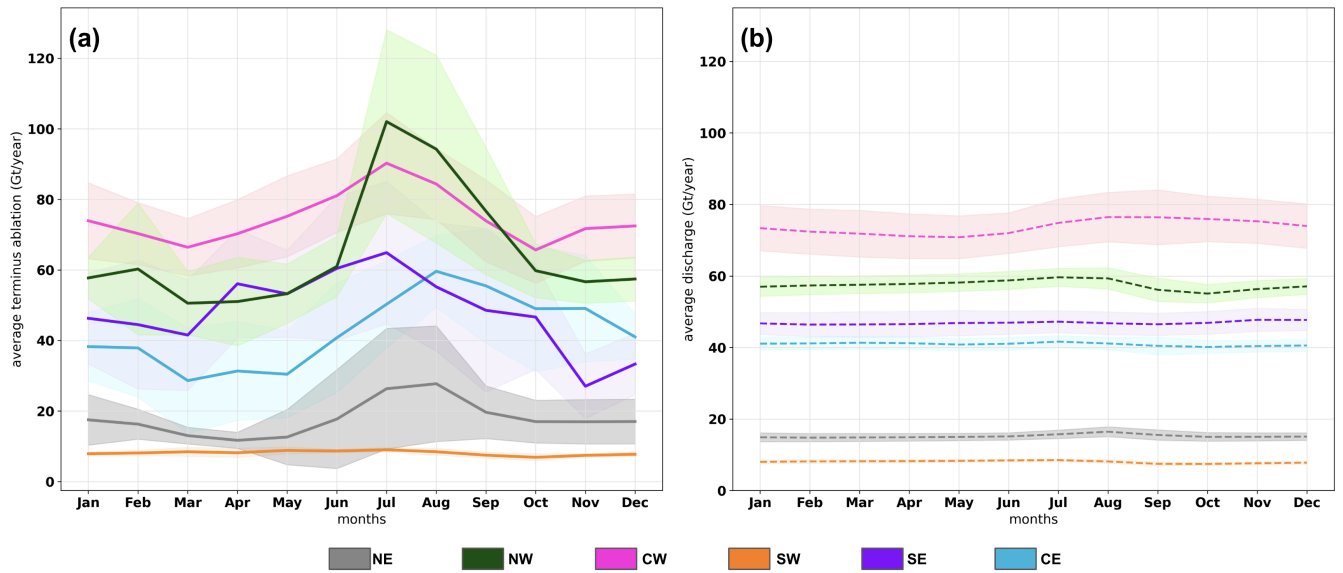 (a)
average terminus ablation (Gt/year)
120
100
80
60
40
20
0
Jan Feb Mar Apr May Jun Jul Aug Sep Oct Nov Dec
months
(b)
average discharge (Gt/year)
120
100
80
60
40
20
0
Jan Feb Mar Apr May Jun Jul Aug Sep Oct Nov Dec
months
NE NW CW SW SE CE